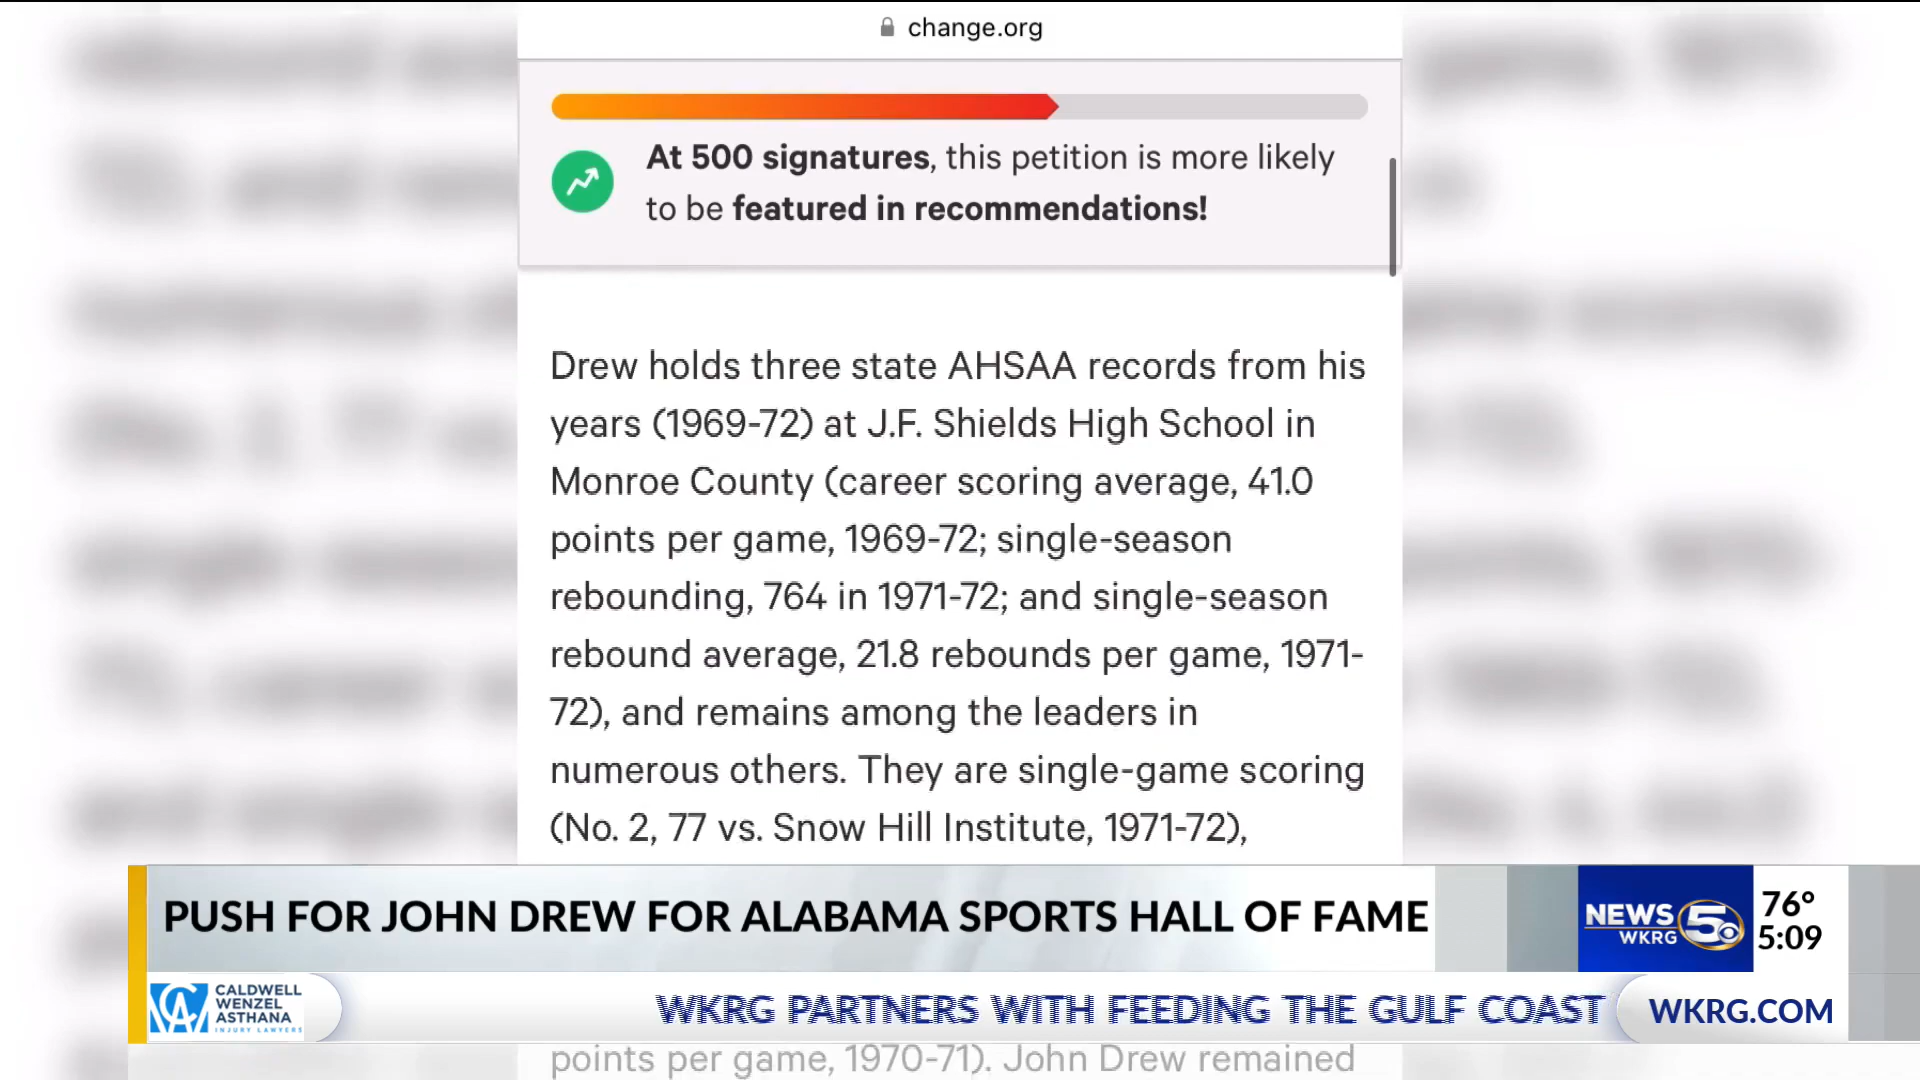 change.org
At 500 signatures, this petition is more likely
to be featured in recommendations!
Drew holds three state AHSAA records from his
years (1969-72) at J.F. Shields High School in
Monroe County (career scoring average, 41.0
points per game, 1969-72; single-season
rebounding, 764 in 1971-72; and single-season
rebound average, 21.8 rebounds per game, 1971-
72), and remains among the leaders in
numerous others. They are single-game scoring
(No. 2, 77 vs. Snow Hill Institute, 1971-72),
PUSH FOR JOHN DREW FOR ALABAMA SPORTS HALL OF FAME
NEWS 5
WKRG
76°
5:09
CALDWELL
WENZEL
ASTHANA
INJURY LAWYERS
WKRG PARTNERS WITH FEEDING THE GULF COAST
WKRG.COM
points per game, 1970-71). John Drew remained